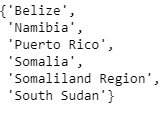 {'Belize',
'Namibia',
'Puerto Rico',
'Somalia',
'Somaliland Region',
'South Sudan'}